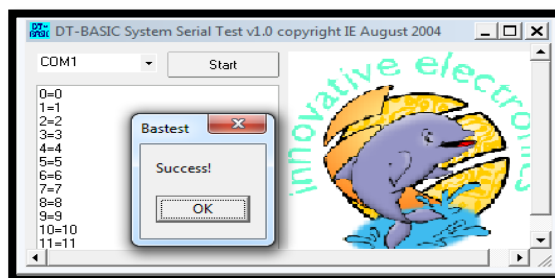 DT-BASIC System Serial Test v1.0 copyright IE August 2004
COM1
Start
0=0
1=1
2=2
3=3
4=4
5=5
6=6
7=7
8=8
9=9
10=10
11=11
Bastest
Success!
OK
innovative electronics